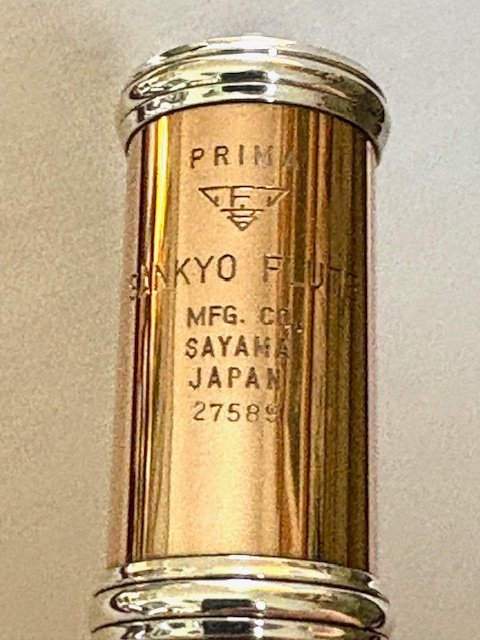 PRIMA
F
SANKYO FLUTE
MFG. CO.,
SAYAMA
JAPAN
27589